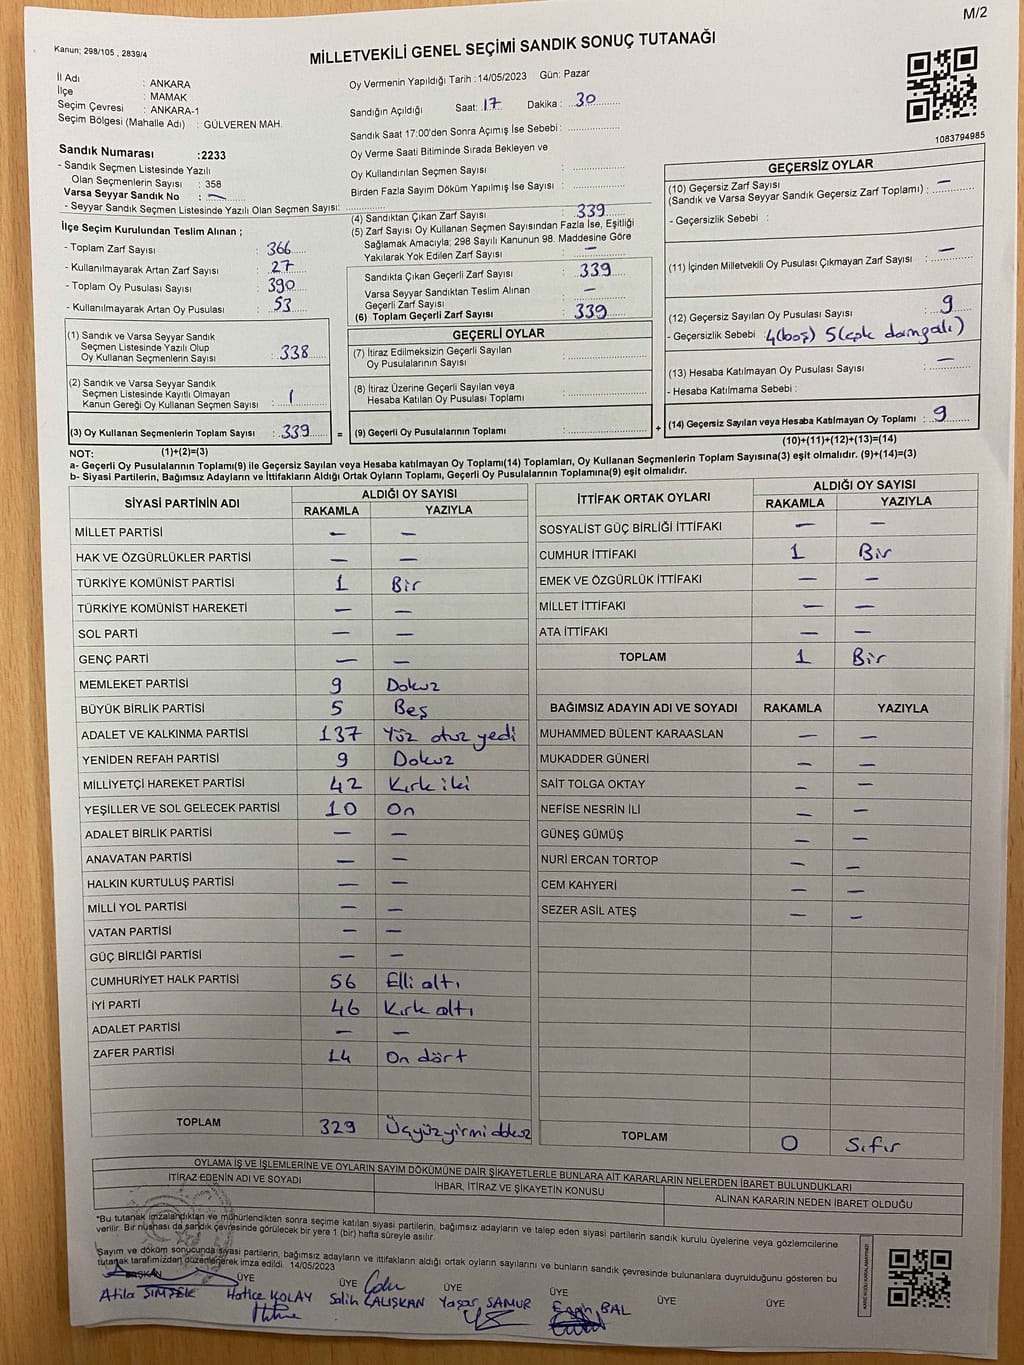 M/2
Kanun; 298/105 , 2839/4
MİLLETVEKİLİ GENEL SEÇİMİ SANDIK SONUÇ TUTANAĞI
İl Adı : ANKARA
İlçe : MAMAK
Seçim Çevresi : ANKARA-1
Seçim Bölgesi (Mahalle Adı) : GÜLVEREN MAH.
Oy Vermenin Yapıldığı Tarih : 14/05/2023 Gün: Pazar
Sandığın Açıldığı Saat: 17 Dakika : 30
Sandık Saat 17:00'den Sonra Açımış İse Sebebi:
Oy Verme Saati Bitiminde Sırada Bekleyen ve
Oy Kullandırılan Seçmen Sayısı :
Birden Fazla Sayım Döküm Yapılmış İse Sayısı :
1083794985
Sandık Numarası :2233
- Sandık Seçmen Listesinde Yazılı
Olan Seçmenlerin Sayısı : 358
Varsa Seyyar Sandık No : —
- Seyyar Sandık Seçmen Listesinde Yazılı Olan Seçmen Sayısı:
İlçe Seçim Kurulundan Teslim Alınan ;
- Toplam Zarf Sayısı : 366
- Kullanılmayarak Artan Zarf Sayısı : 27
- Toplam Oy Pusulası Sayısı : 390
- Kullanılmayarak Artan Oy Pusulası : 53
(1) Sandık ve Varsa Seyyar Sandık
Seçmen Listesinde Yazılı Olup
Oy Kullanan Seçmenlerin Sayısı : 338
(2) Sandık ve Varsa Seyyar Sandık
Seçmen Listesinde Kayıtlı Olmayan
Kanun Gereği Oy Kullanan Seçmen Sayısı : 1
(3) Oy Kullanan Seçmenlerin Toplam Sayısı : 339
(1)+(2)=(3)
(4) Sandıktan Çıkan Zarf Sayısı : 339
(5) Zarf Sayısı Oy Kullanan Seçmen Sayısından Fazla İse, Eşitliği
Sağlamak Amacıyla; 298 Sayılı Kanunun 98. Maddesine Göre
Yakılarak Yok Edilen Zarf Sayısı : —
Sandıkta Çıkan Geçerli Zarf Sayısı : 339
Varsa Seyyar Sandıktan Teslim Alınan
Geçerli Zarf Sayısı : —
(6) Toplam Geçerli Zarf Sayısı : 339
GEÇERLİ OYLAR
(7) İtiraz Edilmeksizin Geçerli Sayılan
Oy Pusulalarının Sayısı :
(8) İtiraz Üzerine Geçerli Sayılan veya
Hesaba Katılan Oy Pusulası Toplamı :
= (9) Geçerli Oy Pusulalarının Toplamı :
GEÇERSİZ OYLAR
(10) Geçersiz Zarf Sayısı
(Sandık ve Varsa Seyyar Sandık Geçersiz Zarf Toplamı) : —
- Geçersizlik Sebebi :
(11) İçinden Milletvekili Oy Pusulası Çıkmayan Zarf Sayısı : —
(12) Geçersiz Sayılan Oy Pusulası Sayısı : 9
- Geçersizlik Sebebi : 4(boş) 5(çok damgalı)
(13) Hesaba Katılmayan Oy Pusulası Sayısı : —
- Hesaba Katılmama Sebebi :
+ (14) Geçersiz Sayılan veya Hesaba Katılmayan Oy Toplamı : 9
(10)+(11)+(12)+(13)=(14)
NOT:
a- Geçerli Oy Pusulalarının Toplamı(9) ile Geçersiz Sayılan veya Hesaba katılmayan Oy Toplamı(14) Toplamları, Oy Kullanan Seçmenlerin Toplam Sayısına(3) eşit olmalıdır. (9)+(14)=(3)
b- Siyasi Partilerin, Bağımsız Adayların ve İttifakların Aldığı Ortak Oyların Toplamı, Geçerli Oy Pusulalarının Toplamına(9) eşit olmalıdır.
SİYASİ PARTİNİN ADI ALDIĞI OY SAYISI
RAKAMLA YAZIYLA
MİLLET PARTİSİ — —
HAK VE ÖZGÜRLÜKLER PARTİSİ — —
TÜRKİYE KOMÜNİST PARTİSİ 1 Bir
TÜRKİYE KOMÜNİST HAREKETİ — —
SOL PARTİ — —
GENÇ PARTİ — —
MEMLEKET PARTİSİ 9 Dokuz
BÜYÜK BİRLİK PARTİSİ 5 Beş
ADALET VE KALKINMA PARTİSİ 137 Yüz otuz yedi
YENİDEN REFAH PARTİSİ 9 Dokuz
MİLLİYETÇİ HAREKET PARTİSİ 42 Kırk iki
YEŞİLLER VE SOL GELECEK PARTİSİ 10 On
ADALET BİRLİK PARTİSİ — —
ANAVATAN PARTİSİ — —
HALKIN KURTULUŞ PARTİSİ — —
MİLLİ YOL PARTİSİ — —
VATAN PARTİSİ — —
GÜÇ BİRLİĞİ PARTİSİ — —
CUMHURİYET HALK PARTİSİ 56 Elli altı
İYİ PARTİ 46 Kırk altı
ADALET PARTİSİ — —
ZAFER PARTİSİ 14 On dört
TOPLAM 329 Üçyüzyirmidokuz
İTTİFAK ORTAK OYLARI ALDIĞI OY SAYISI
RAKAMLA YAZIYLA
SOSYALİST GÜÇ BİRLİĞİ İTTİFAKI — —
CUMHUR İTTİFAKI 1 Bir
EMEK VE ÖZGÜRLÜK İTTİFAKI — —
MİLLET İTTİFAKI — —
ATA İTTİFAKI — —
TOPLAM 1 Bir
BAĞIMSIZ ADAYIN ADI VE SOYADI RAKAMLA YAZIYLA
MUHAMMED BÜLENT KARAASLAN — —
MUKADDER GÜNERİ — —
SAİT TOLGA OKTAY — —
NEFİSE NESRİN İLİ — —
GÜNEŞ GÜMÜŞ — —
NURİ ERCAN TORTOP — —
CEM KAHYERİ — —
SEZER ASİL ATEŞ — —
TOPLAM 0 Sıfır
OYLAMA İŞ VE İŞLEMLERİNE VE OYLARIN SAYIM DÖKÜMÜNE DAİR ŞİKAYETLERLE BUNLARA AİT KARARLARIN NELERDEN İBARET BULUNDUKLARI
İTİRAZ EDENİN ADI VE SOYADI İHBAR, İTİRAZ VE ŞİKAYETİN KONUSU ALINAN KARARIN NEDEN İBARET OLDUĞU
*Bu tutanak imzalandıktan ve mühürlendikten sonra seçime katılan siyasi partilerin, bağımsız adayların ve talep eden siyasi partilerin sandık kurulu üyelerine veya gözlemcilerine
verilir. Bir nüshası da sandık çevresinde görülecek bir yere 1 (bir) hafta süreyle asılır.
Sayım ve döküm sonucunda siyasi partilerin, bağımsız adayların ve ittifakların aldığı ortak oyların sayılarını ve bunların sandık çevresinde bulunanlara duyrulduğunu gösteren bu
tutanak tarafımızdan düzenlenerek imza edildi. 14/05/2023
BAŞKAN ÜYE ÜYE ÜYE ÜYE ÜYE ÜYE
Atila ŞİMŞEK Hatice KOLAY Salih ÇALIŞKAN Yaşar SAMUR BAL
KARE KODU KARALAMAYINIZ